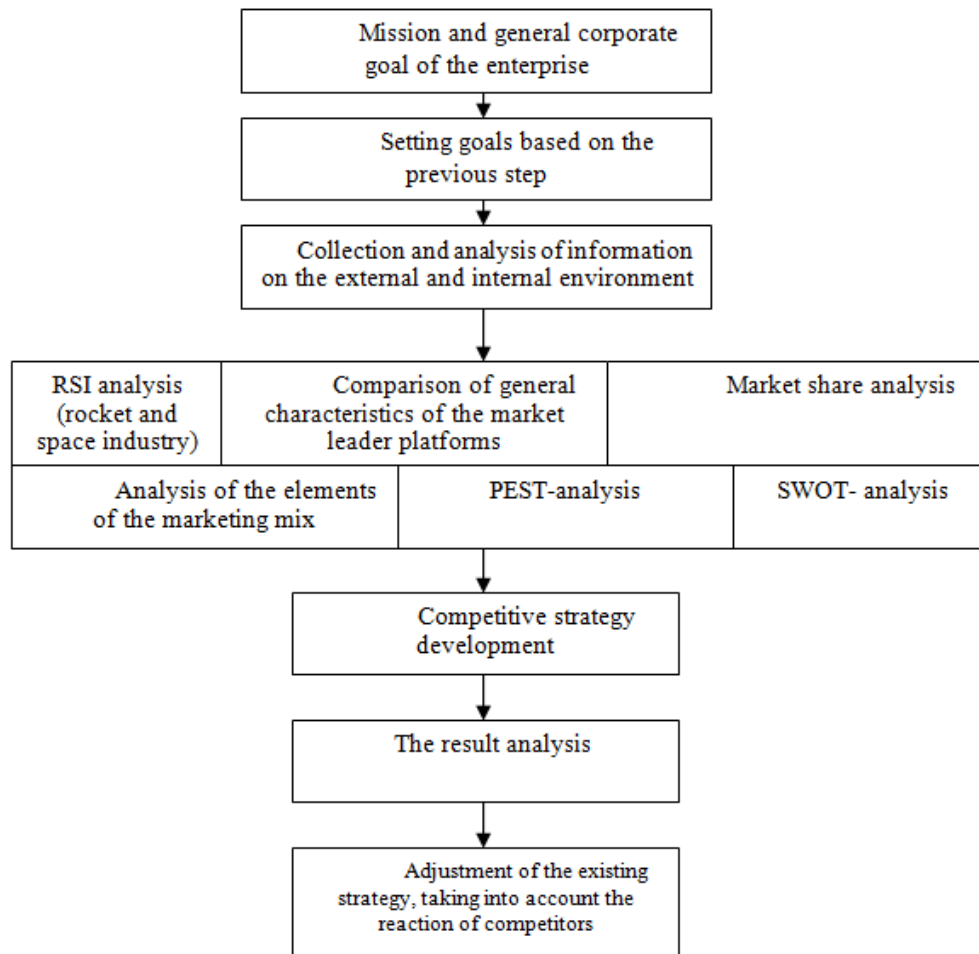 Mission and general corporate
goal of the enterprise
Setting goals based on the
previous step
Collection and analysis of information
on the external and internal environment
RSI analysis
(rocket and
space industry)
Comparison of general
characteristics of the market
leader platforms
Market share analysis
Analysis of the elements
of the marketing mix
PEST-analysis
SWOT- analysis
Competitive strategy
development
The result analysis
Adjustment of the existing
strategy, taking into account the
reaction of competitors